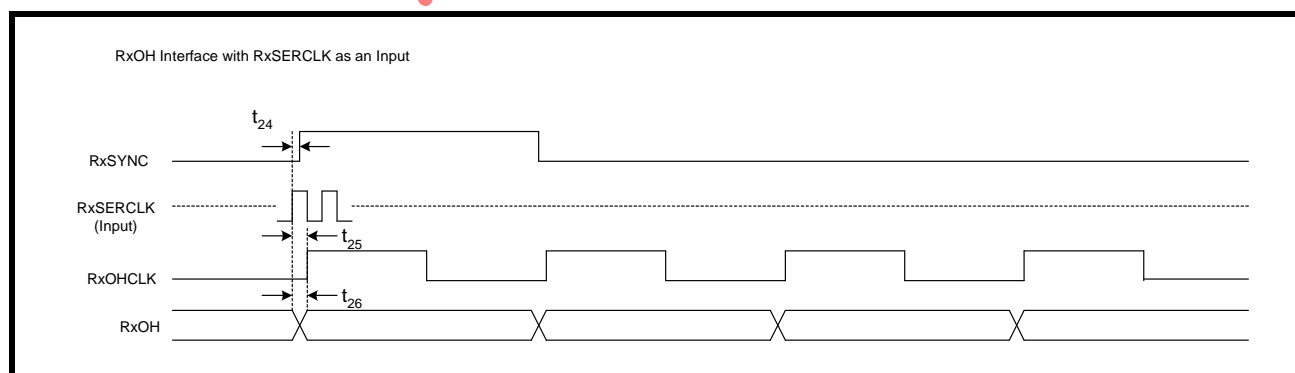 RxOH Interface with RxSERCLK as an Input
t24
RxSYNC
RxSERCLK
(Input)
t25
RxOHCLK
t26
RxOH